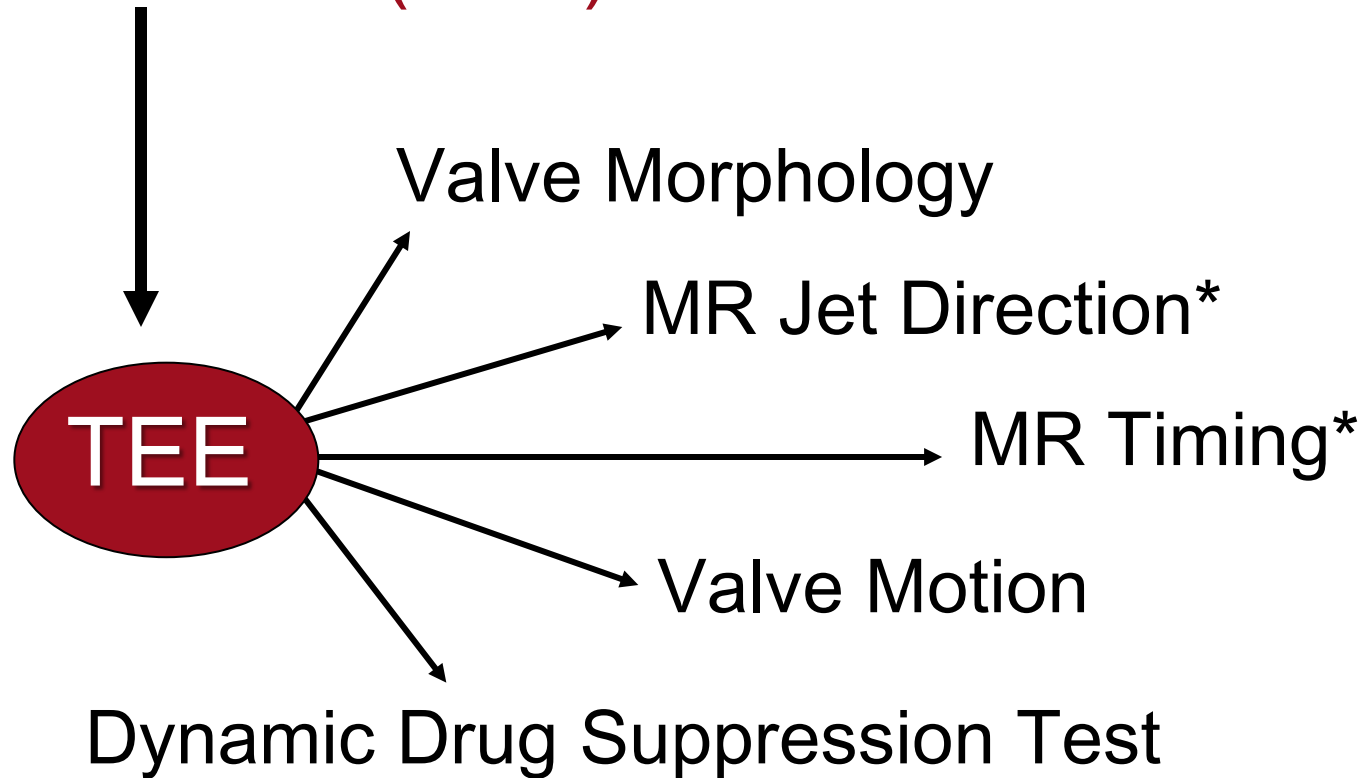 Valve Morphology
MR Jet Direction*
TEE
MR Timing*
Valve Motion
Dynamic Drug Suppression Test